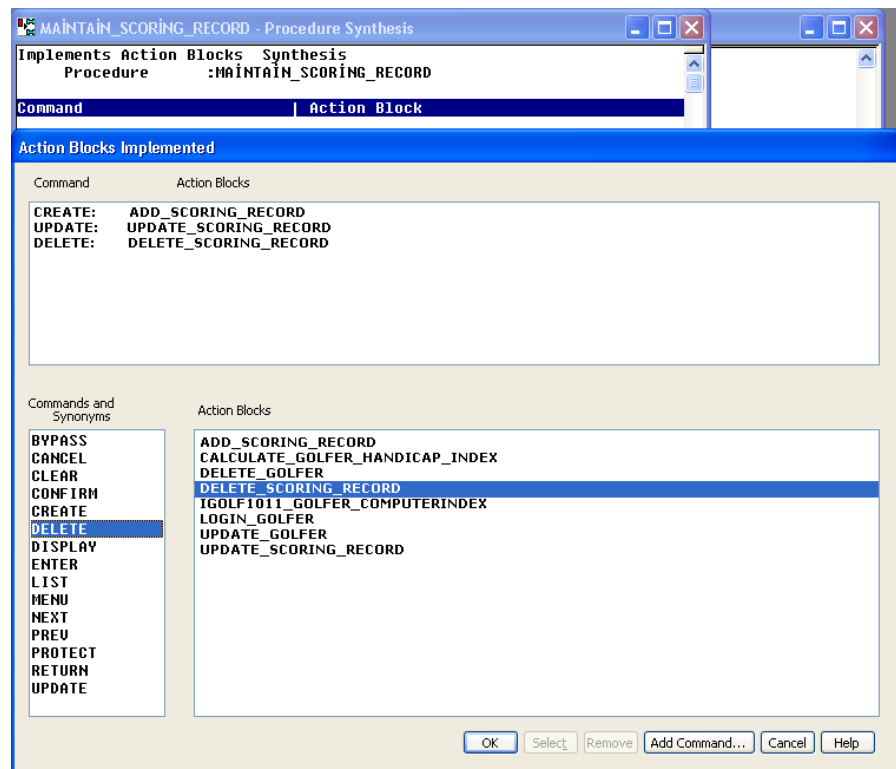 MAİNTAİN_SCORİNG_RECORD - Procedure Synthesis
Implements Action Blocks Synthesis
Procedure :MAİNTAİN_SCORİNG_RECORD
Command | Action Block
Action Blocks Implemented
Command Action Blocks
CREATE: ADD_SCORING_RECORD
UPDATE: UPDATE_SCORING_RECORD
DELETE: DELETE_SCORING_RECORD
Commands and
Synonyms
Action Blocks
BYPASS
CANCEL
CLEAR
CONFIRM
CREATE
DELETE
DISPLAY
ENTER
LIST
MENU
NEXT
PREV
PROTECT
RETURN
UPDATE
ADD_SCORING_RECORD
CALCULATE_GOLFER_HANDICAP_INDEX
DELETE_GOLFER
DELETE_SCORING_RECORD
IGOLF1011_GOLFER_COMPUTERINDEX
LOGIN_GOLFER
UPDATE_GOLFER
UPDATE_SCORING_RECORD
OK Select Remove Add Command... Cancel Help